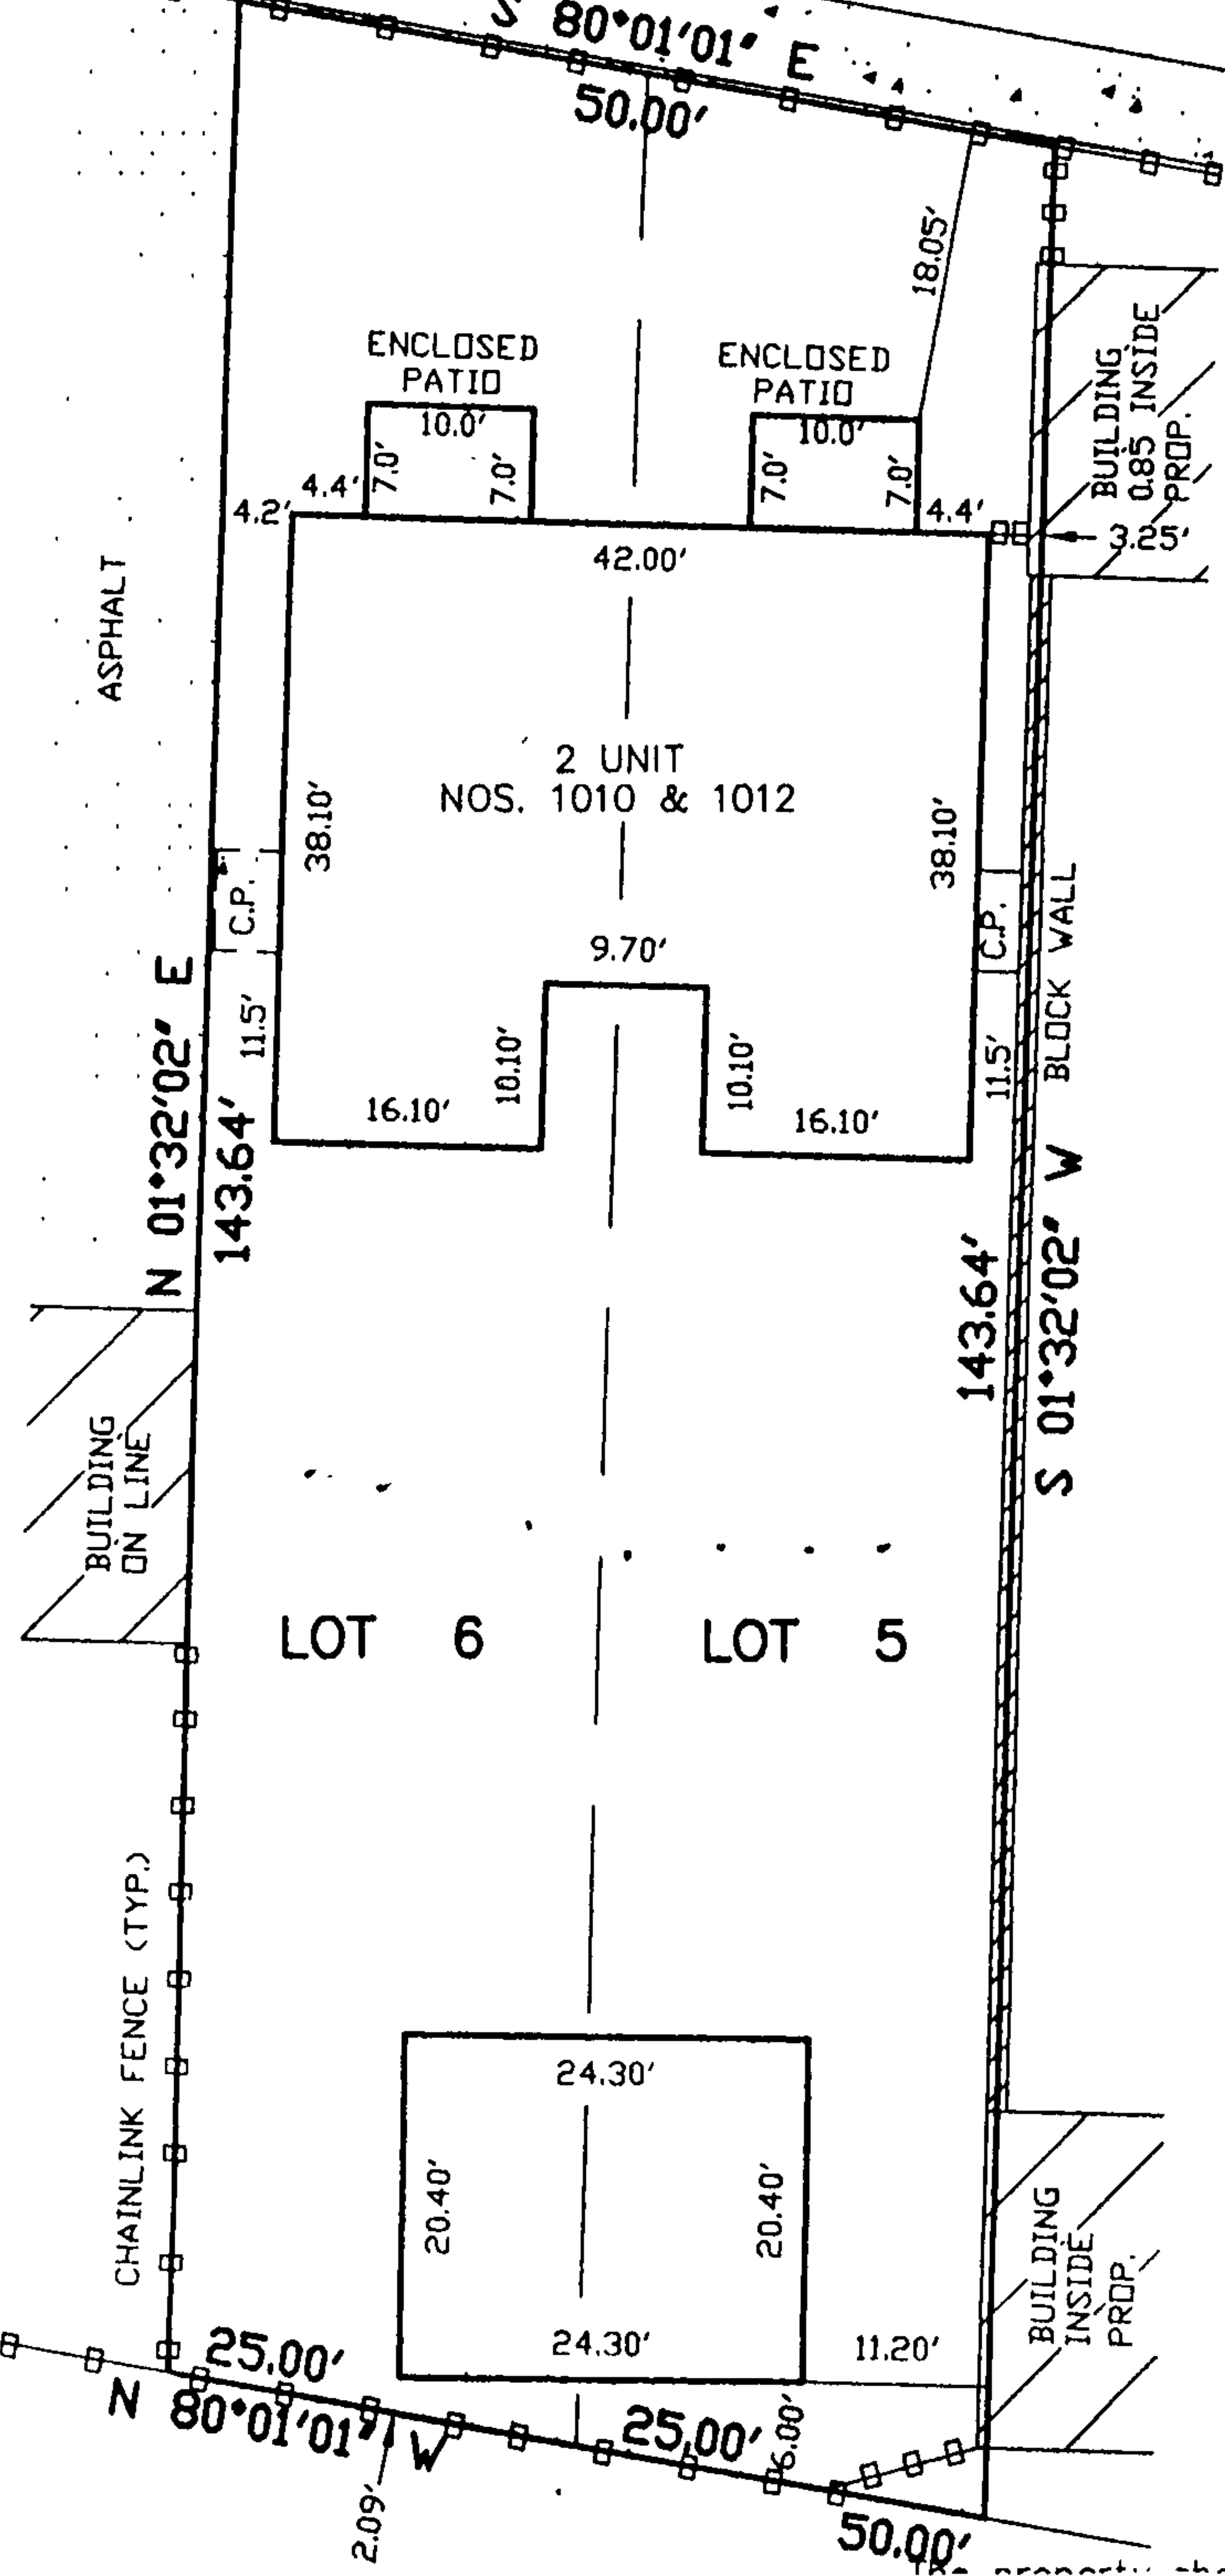 S 80°01'01" E
50.00'
18.05'
ENCLOSED
PATIO
10.0'
7.0'
7.0'
ENCLOSED
PATIO
10.0'
7.0'
7.0'
4.4'
4.2'
4.4'
BUILDING
0.85 INSIDE
PROP.
3.25'
42.00'
ASPHALT
2 UNIT
NOS. 1010 & 1012
38.10'
38.10'
C.P.
C.P.
9.70'
BLOCK WALL
11.5'
11.5'
10.10'
10.10'
16.10'
16.10'
N 01°32'02" E
143.64'
143.64'
S 01°32'02" W
BUILDING
ON LINE
LOT 6
LOT 5
CHAINLINK FENCE (TYP.)
24.30'
20.40'
20.40'
24.30'
11.20'
BUILDING
INSIDE
PROP.
25.00'
N 80°01'01" W
25.00'
6.00'
2.09'
50.00'
The property